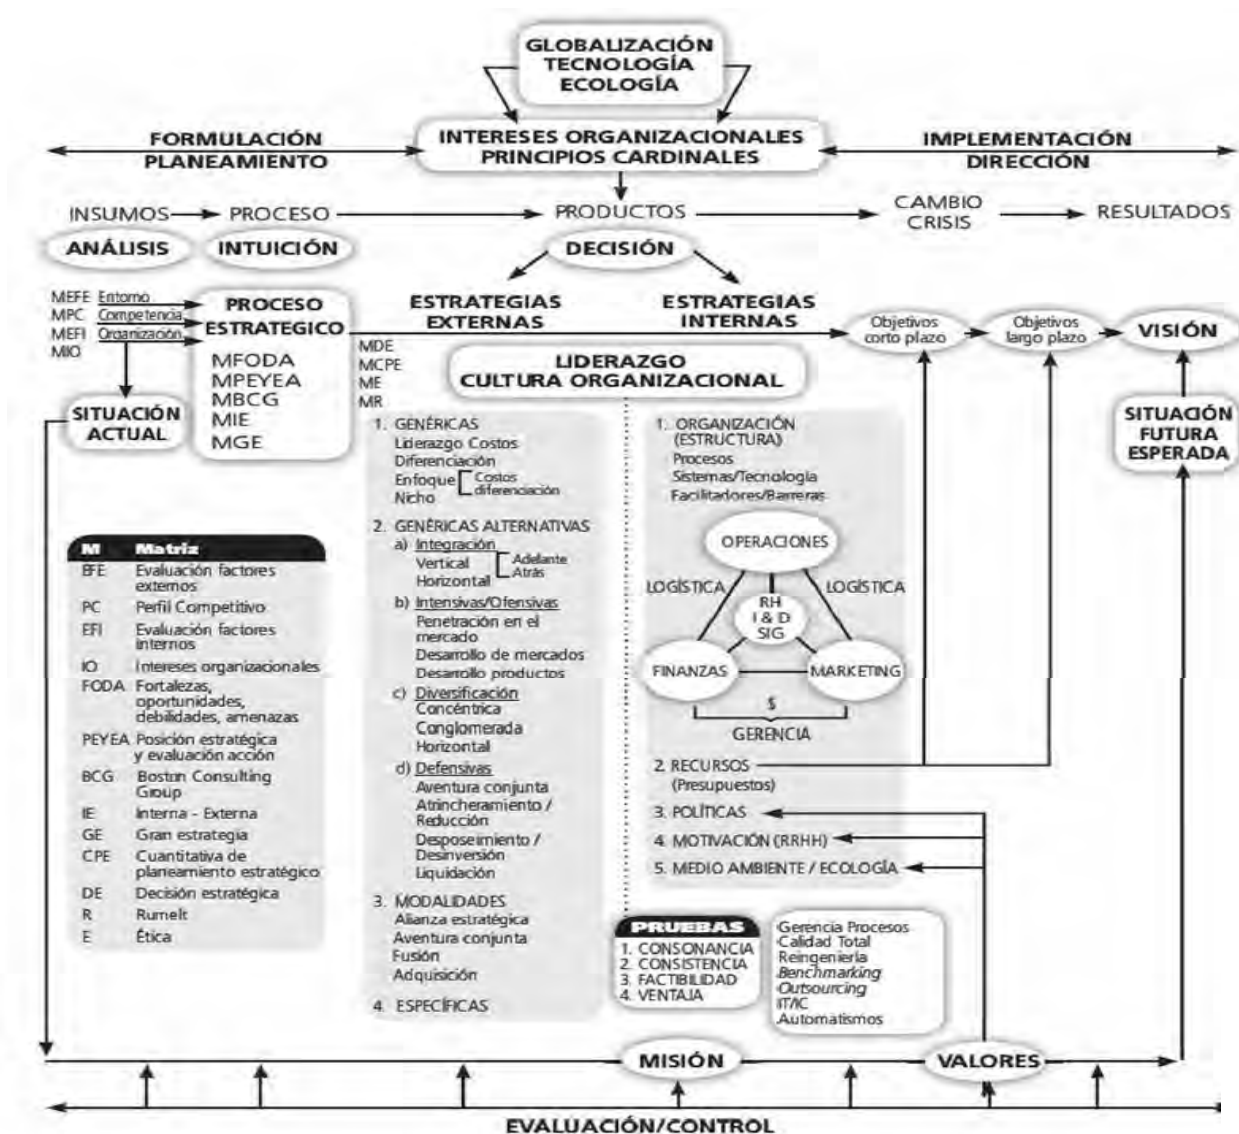 GLOBALIZACIÓN
TECNOLOGÍA
ECOLOGÍA
FORMULACIÓN
PLANEAMIENTO
INTERESES ORGANIZACIONALES
PRINCIPIOS CARDINALES
IMPLEMENTACIÓN
DIRECCIÓN
INSUMOS
PROCESO
PRODUCTOS
CAMBIO
CRISIS
RESULTADOS
ANÁLISIS
INTUICIÓN
DECISIÓN
MEFE Entorno
MPC Competencia
MEFI Organización
MIO
PROCESO
ESTRATEGICO
MFODA
MPEYEA
MBCG
MIE
MGE
ESTRATEGIAS
EXTERNAS
ESTRATEGIAS
INTERNAS
Objetivos
corto plazo
Objetivos
largo plazo
VISIÓN
MDE
MCPE
ME
MR
LIDERAZGO
CULTURA ORGANIZACIONAL
SITUACIÓN
ACTUAL
SITUACIÓN
FUTURA
ESPERADA
1. GENÉRICAS
Liderazgo Costos
Diferenciación
Enfoque
Nicho
Costos
diferenciación
2. GENÉRICAS ALTERNATIVAS
a) Integración
Vertical
Horizontal
Adelante
Atrás
b) Intensivas/Ofensivas
Penetración en el
mercado
Desarrollo de mercados
Desarrollo productos
c) Diversificación
Concéntrica
Conglomerada
Horizontal
d) Defensivas
Aventura conjunta
Atrincheramiento /
Reducción
Desposeimiento /
Desinversión
Liquidación
3. MODALIDADES
Alianza estratégica
Aventura conjunta
Fusión
Adquisición
4. ESPECÍFICAS
1. ORGANIZACIÓN
(ESTRUCTURA)
Procesos
Sistemas/Tecnología
Facilitadores/Barreras
OPERACIONES
LOGÍSTICA
LOGÍSTICA
RH
I & D
SIG
FINANZAS
MARKETING
$
GERENCIA
2. RECURSOS
(Presupuestos)
3. POLÍTICAS
4. MOTIVACIÓN (RRHH)
5. MEDIO AMBIENTE / ECOLOGÍA
M Matriz
EFE Evaluación factores
externos
PC Perfil Competitivo
EFI Evaluación factores
internos
IO Intereses organizacionales
FODA Fortalezas,
oportunidades,
debilidades, amenazas
PEYEA Posición estratégica
y evaluación acción
BCG Boston Consulting
Group
IE Interna - Externa
GE Gran estrategia
CPE Cuantitativa de
planeamiento estratégico
DE Decisión estratégica
R Rumelt
E Ética
PRUEBAS
1. CONSONANCIA
2. CONSISTENCIA
3. FACTIBILIDAD
4. VENTAJA
Gerencia Procesos
Calidad Total
Reingeniería
Benchmarking
Outsourcing
IT/IC
Automatismos
MISIÓN
VALORES
EVALUACIÓN/CONTROL